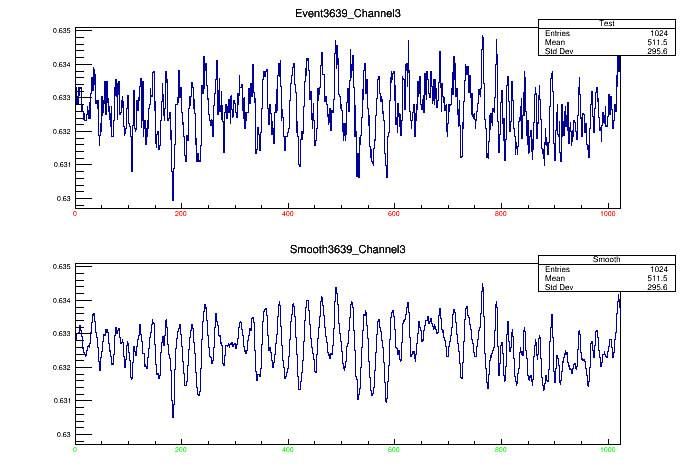 Event3639_Channel3
Test
Entries 1024
Mean 511.5
Std Dev 295.6
0.635
0.634
0.633
0.632
0.631
0.63
0 200 400 600 800 1000
Smooth3639_Channel3
Smooth
Entries 1024
Mean 511.5
Std Dev 295.6
0.635
0.634
0.633
0.632
0.631
0.63
0 200 400 600 800 1000